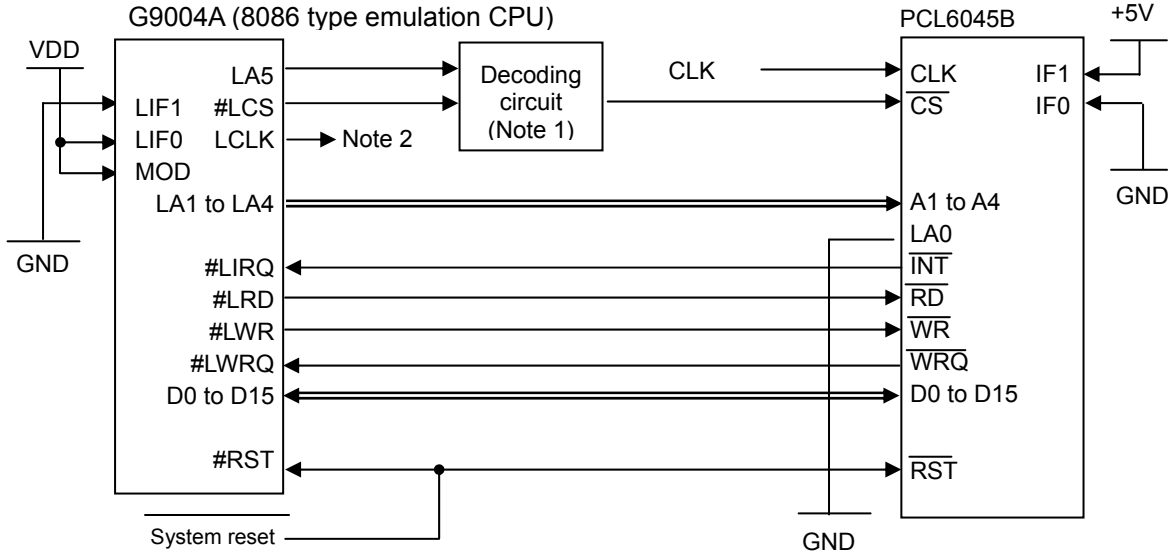 G9004A (8086 type emulation CPU)
PCL6045B
+5V
VDD
LA5
Decoding
circuit
(Note 1)
CLK
CLK
IF1
LIF1
#LCS
CS
IF0
LIF0
LCLK
Note 2
MOD
LA1 to LA4
A1 to A4
GND
LA0
GND
#LIRQ
INT
#LRD
RD
#LWR
WR
#LWRQ
WRQ
D0 to D15
D0 to D15
#RST
RST
System reset
GND